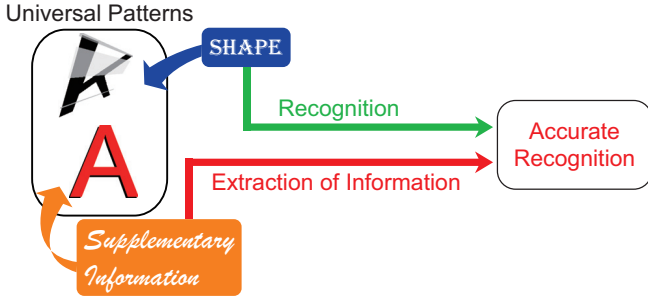 Universal Patterns
SHAPE
A
Recognition
Accurate
Recognition
Extraction of Information
Supplementary
Information